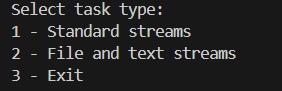 Select task type:
1 - Standard streams
2 - File and text streams
3 - Exit